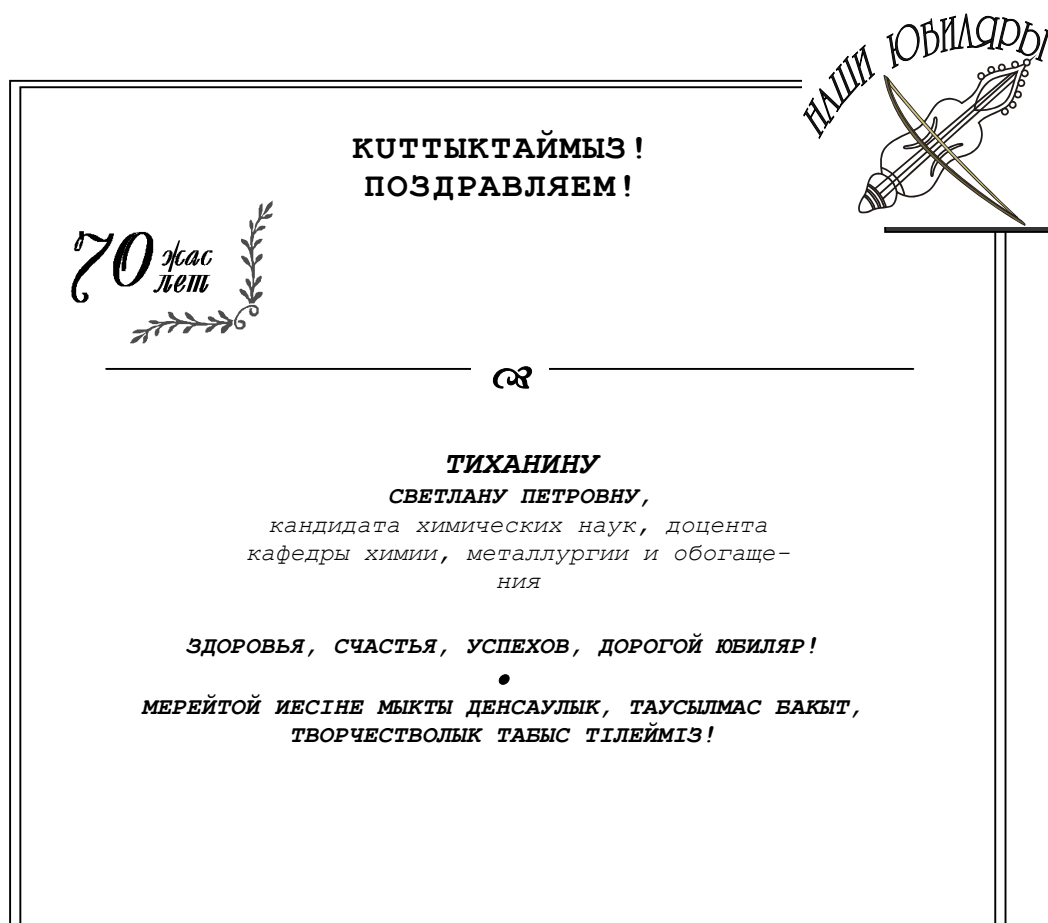 НАШИ ЮБИЛЯРЫ
КUТТЫКТАЙМЫЗ!
ПОЗДРАВЛЯЕМ!
70 жас
лет
ТИХАНИНУ
СВЕТЛАНУ ПЕТРОВНУ,
кандидата химических наук, доцента
кафедры химии, металлургии и обогаще-
ния
ЗДОРОВЬЯ, СЧАСТЬЯ, УСПЕХОВ, ДОРОГОЙ ЮБИЛЯР!
•
МЕРЕЙТОЙ ИЕСІНЕ МЫКТЫ ДЕНСАУЛЫК, ТАУСЫЛМАС БАКЫТ,
ТВОРЧЕСТВОЛЫК ТАБЫС ТІЛЕЙМІЗ!